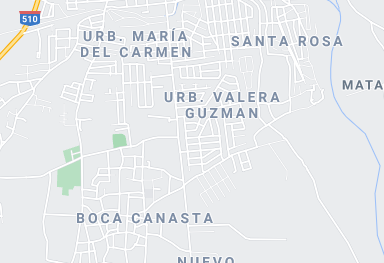 510
URB. MARÍA
DEL CARMEN
SANTA ROSA
MATA
URB. VALERA
GUZMAN
BOCA CANASTA
NUEVO